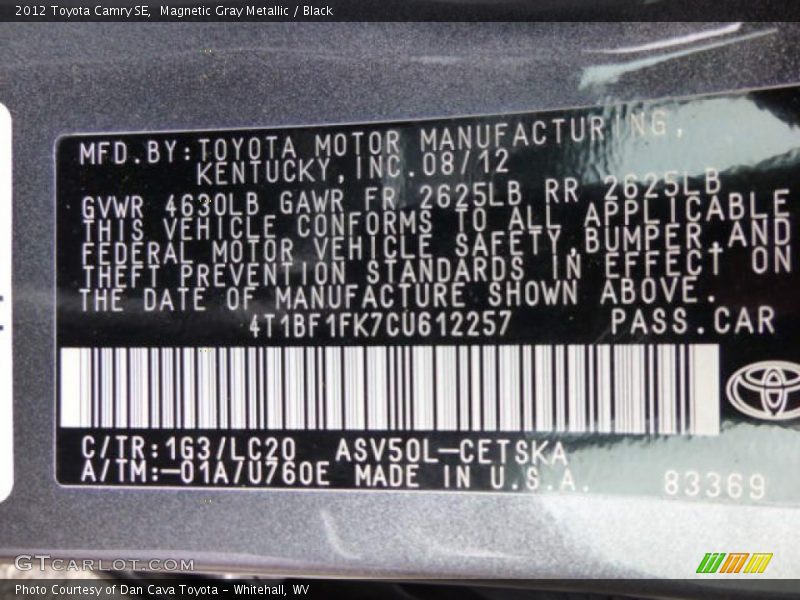 2012 Toyota Camry SE,  Magnetic Gray Metallic / Black
MFD.BY:TOYOTA MOTOR MANUFACTURING,
KENTUCKY,INC.08/12
GVWR 4630LB GAWR FR 2625LB RR 2625LB
THIS VEHICLE CONFORMS TO ALL APPLICABLE
FEDERAL MOTOR VEHICLE SAFETY,BUMPER,AND
THEFT PREVENTION STANDARDS IN EFFECT ON
THE DATE OF MANUFACTURE SHOWN ABOVE.
4T1BF1FK7CU612257 PASS.CAR
C/TR:1G3/LC20 ASV50L-CETSKA
A/TM:-01A/U760E MADE IN U.S.A. 83369
GTCARLOT.COM
Photo Courtesy of Dan Cava Toyota - Whitehall, WV